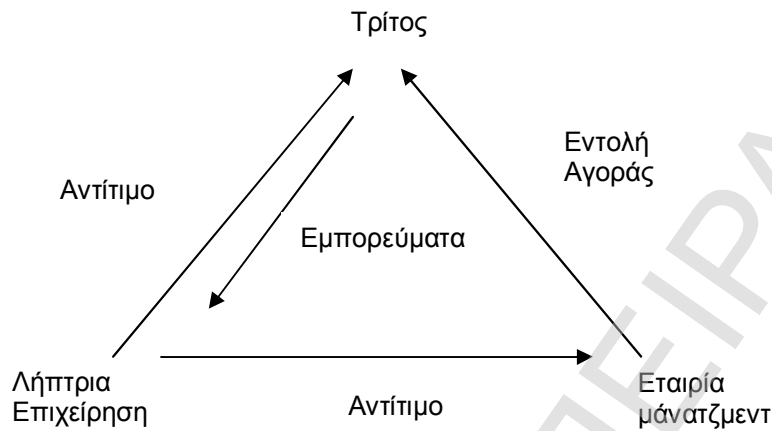 Τρίτος
Εντολή
Αγοράς
Αντίτιμο
Εμπορεύματα
Λήπτρια
Επιχείρηση
Αντίτιμο
Εταιρία
μάνατζμεντ